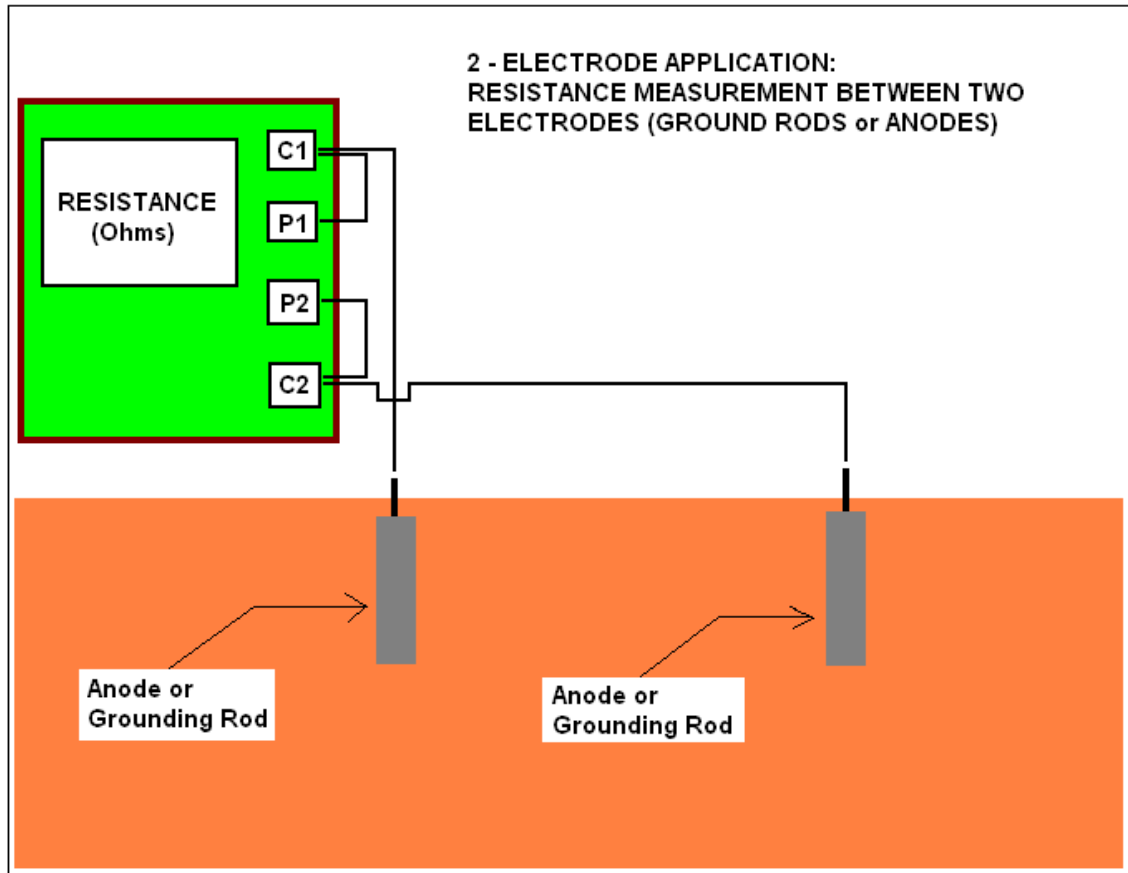 2 - ELECTRODE APPLICATION:
RESISTANCE MEASUREMENT BETWEEN TWO
ELECTRODES (GROUND RODS or ANODES)
RESISTANCE
(Ohms)
C1
P1
P2
C2
Anode or
Grounding Rod
Anode or
Grounding Rod